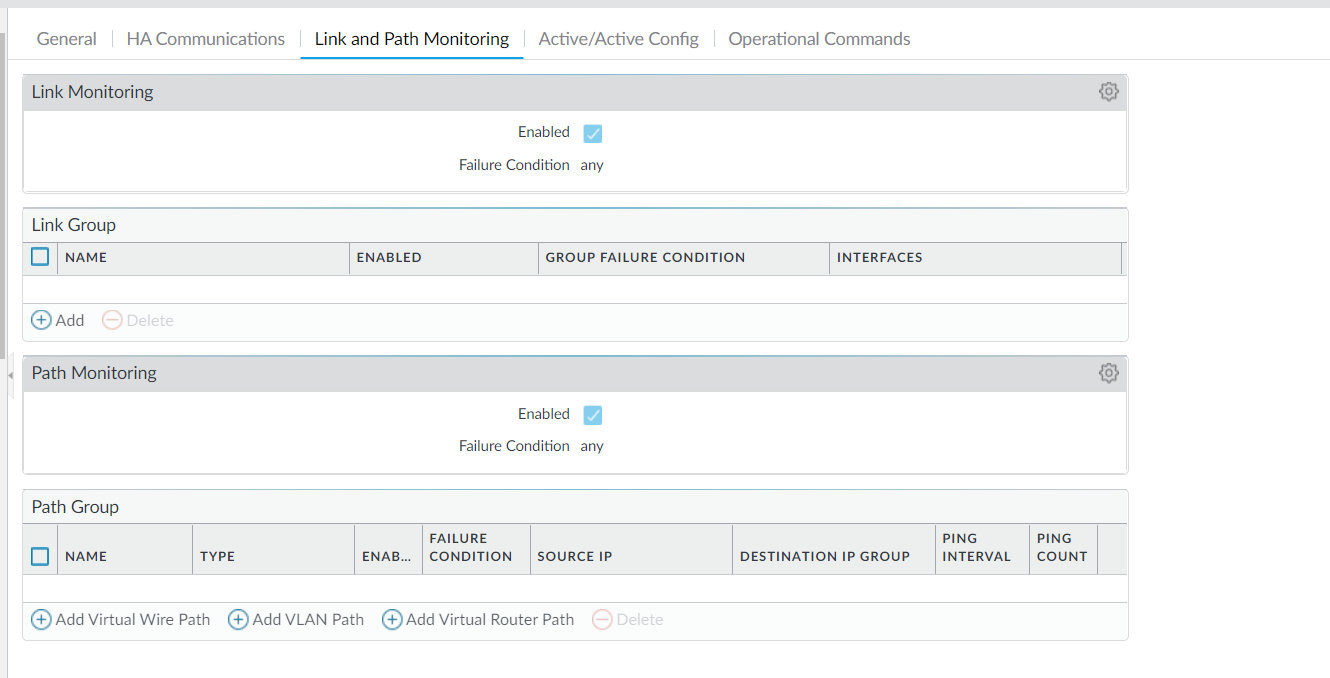 General HA Communications Link and Path Monitoring Active/Active Config Operational Commands
Link Monitoring
Enabled
Failure Condition any
Link Group
NAME ENABLED GROUP FAILURE CONDITION INTERFACES
Add Delete
Path Monitoring
Enabled
Failure Condition any
Path Group
NAME TYPE ENAB... FAILURE CONDITION SOURCE IP DESTINATION IP GROUP PING INTERVAL PING COUNT
Add Virtual Wire Path Add VLAN Path Add Virtual Router Path Delete